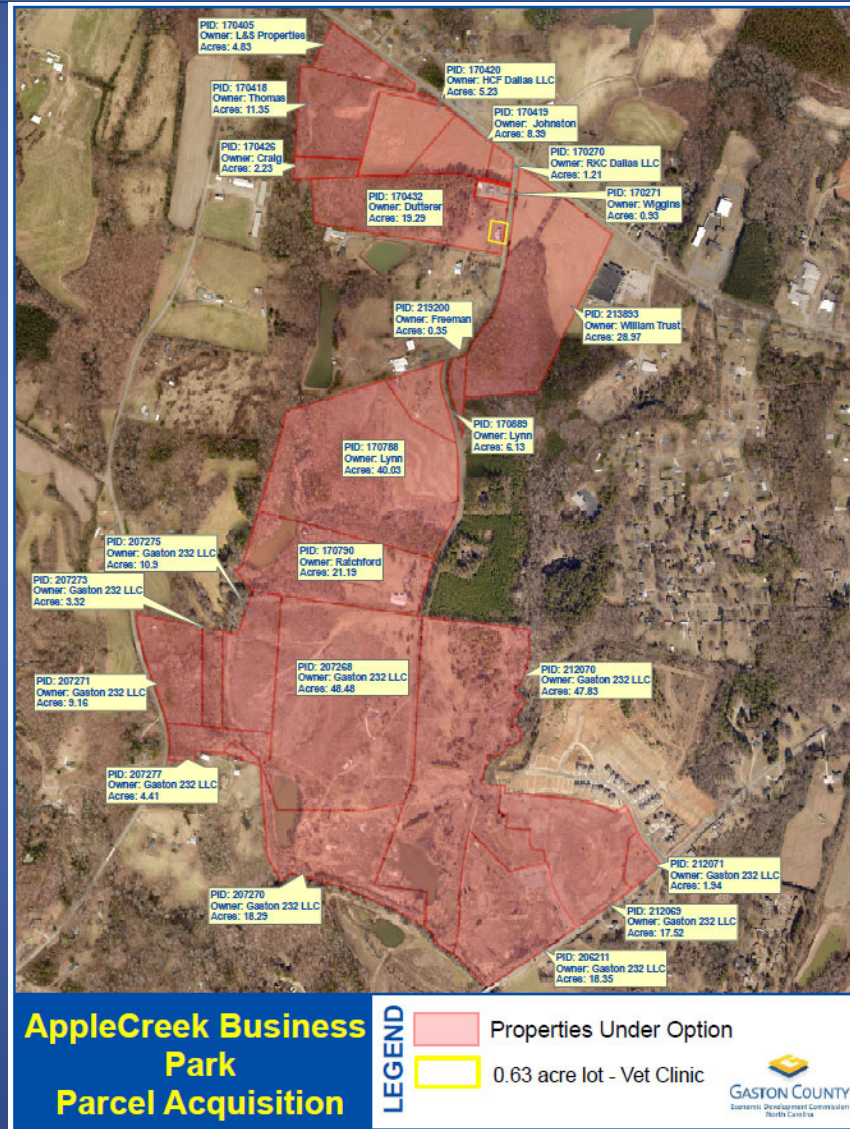 PID: 170405
Owner: L&S Properties
Acres: 4.83
PID: 170420
Owner: HCF Dallas LLC
Acres: 5.23
PID: 170418
Owner: Thomas
Acres: 11.35
PID: 170419
Owner: Johnston
Acres: 8.39
PID: 170426
Owner: Craig
Acres: 2.23
PID: 170270
Owner: RKC Dallas LLC
Acres: 1.21
PID: 170432
Owner: Dutterer
Acres: 19.29
PID: 170271
Owner: Wiggins
Acres: 0.93
PID: 219200
Owner: Freeman
Acres: 0.35
PID: 213893
Owner: William Trust
Acres: 28.97
PID: 170788
Owner: Lynn
Acres: 40.03
PID: 170889
Owner: Lynn
Acres: 6.13
PID: 207275
Owner: Gaston 232 LLC
Acres: 10.9
PID: 170790
Owner: Ratchford
Acres: 21.19
PID: 207273
Owner: Gaston 232 LLC
Acres: 3.32
PID: 207268
Owner: Gaston 232 LLC
Acres: 48.48
PID: 212070
Owner: Gaston 232 LLC
Acres: 47.83
PID: 207271
Owner: Gaston 232 LLC
Acres: 9.16
PID: 207277
Owner: Gaston 232 LLC
Acres: 4.41
PID: 212071
Owner: Gaston 232 LLC
Acres: 1.94
PID: 207270
Owner: Gaston 232 LLC
Acres: 18.29
PID: 212069
Owner: Gaston 232 LLC
Acres: 17.52
PID: 206211
Owner: Gaston 232 LLC
Acres: 18.35
AppleCreek Business
Park
Parcel Acquisition
LEGEND
Properties Under Option
0.63 acre lot - Vet Clinic
GASTON COUNTY
Economic Development Commission
North Carolina